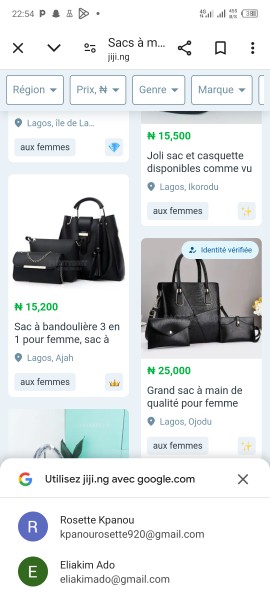 22:54
Sacs à m...
jiji.ng
Région
Prix, ₦
Genre
Marque
Lagos, île de La...
aux femmes
₦ 15,200
Sac à bandoulière 3 en
1 pour femme, sac à
Lagos, Ajah
aux femmes
₦ 15,500
Joli sac et casquette
disponibles comme vu
Lagos, Ikorodu
aux femmes
Identité vérifiée
₦ 25,000
Grand sac à main de
qualité pour femme
Lagos, Ojodu
aux femmes
Utilisez jiji.ng avec google.com
R
Rosette Kpanou
kpanourosette920@gmail.com
E
Eliakim Ado
eliakimado@gmail.com